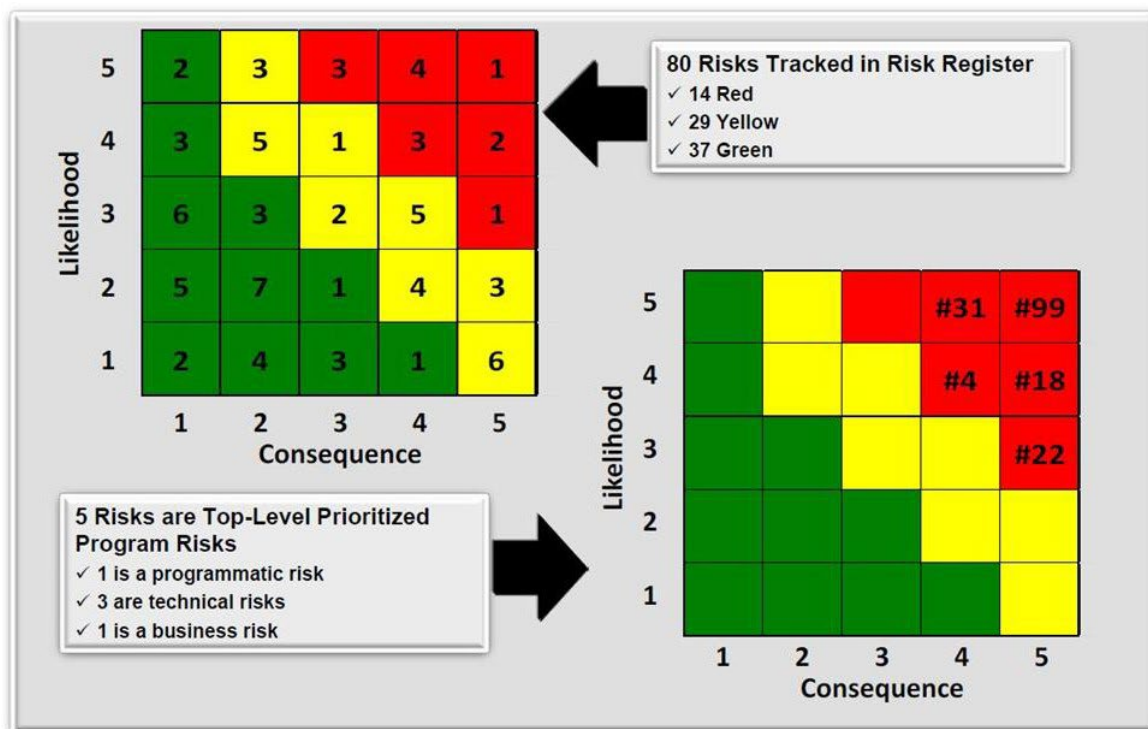 5 2 3 3 4 1
4 3 5 1 3 2
3 6 3 2 5 1
2 5 7 1 4 3
1 2 4 3 1 6
1 2 3 4 5
Likelihood
Consequence
80 Risks Tracked in Risk Register
✓ 14 Red
✓ 29 Yellow
✓ 37 Green
5 Risks are Top-Level Prioritized
Program Risks
✓ 1 is a programmatic risk
✓ 3 are technical risks
✓ 1 is a business risk
5 #31 #99
4 #4 #18
3 #22
2
1
1 2 3 4 5
Likelihood
Consequence